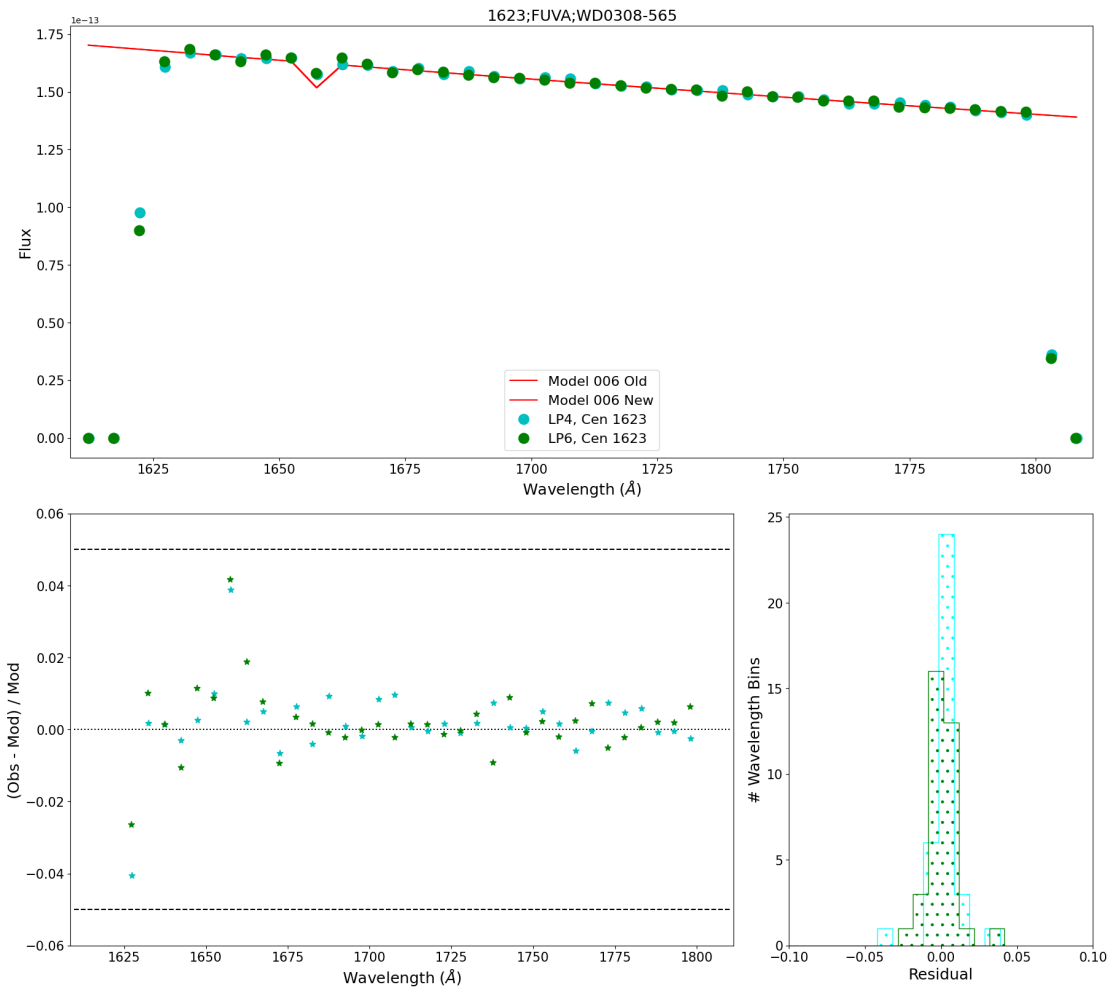 1623;FUVA;WD0308-565
1e−13
1.75
1.50
1.25
1.00
0.75
0.50
0.25
0.00
Flux
Model 006 Old
Model 006 New
LP4, Cen 1623
LP6, Cen 1623
1625 1650 1675 1700 1725 1750 1775 1800
Wavelength (Å)
0.06
0.04
0.02
0.00
−0.02
−0.04
−0.06
(Obs - Mod) / Mod
1625 1650 1675 1700 1725 1750 1775 1800
Wavelength (Å)
25
20
15
10
5
0
# Wavelength Bins
−0.10 −0.05 0.00 0.05 0.10
Residual